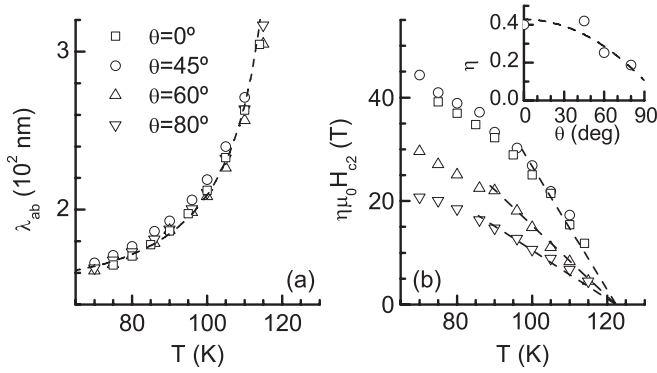 θ=0º
θ=45º
θ=60º
θ=80º
3
2
λab (10² nm)
80 100 120
T (K)
(a)
ημ₀Hc2 (T)
40
20
0
80 100 120
T (K)
(b)
η
0.4
0.2
0.0
0 30 60 90
θ (deg)